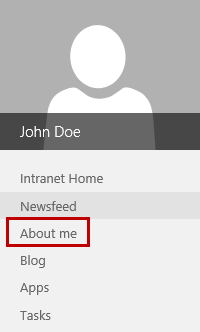 John Doe
Intranet Home
Newsfeed
About me
Blog
Apps
Tasks